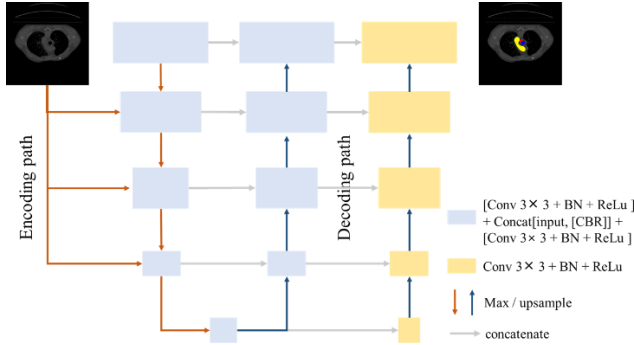 Encoding path
Decoding path
[Conv 3× 3 + BN + ReLu ]
+ Concat[input, [CBR]] +
[Conv 3× 3 + BN + ReLu ]
Conv 3× 3 + BN + ReLu
Max / upsample
concatenate